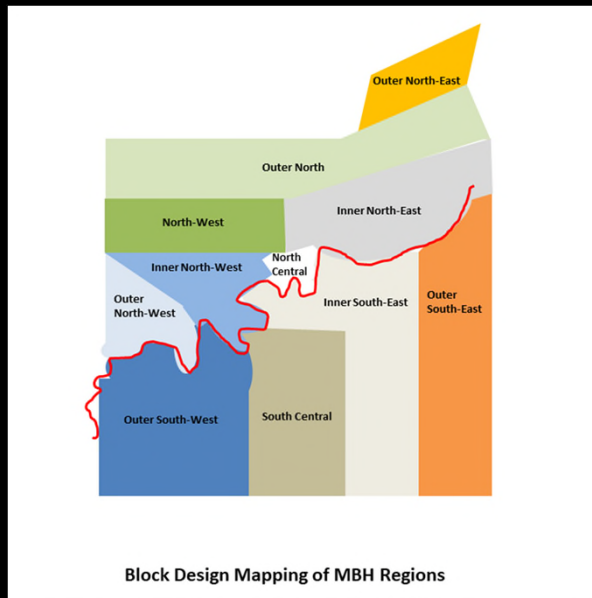 Outer North-East
Outer North
North-West
Inner North-East
Inner North-West
North
Central
Outer
North-West
Inner South-East
Outer
South-East
Outer South-West
South Central
Block Design Mapping of MBH Regions